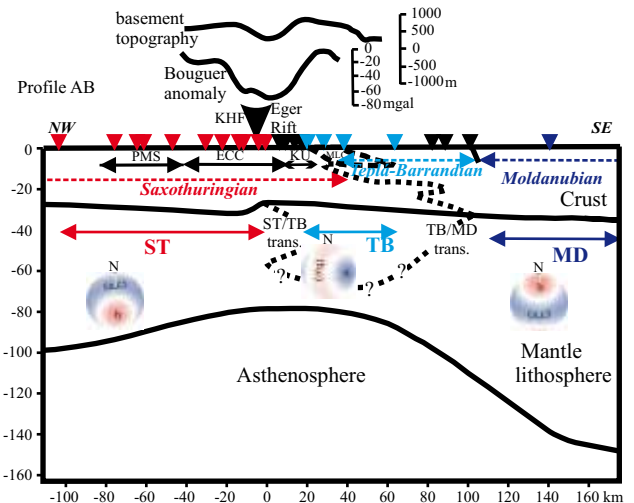 basement
topography
1000
500
0
-500
-1000 m
0
-20
-40
-60
-80 mgal
Bouguer
anomaly
Profile AB
KHF
Eger
Rift
NW
SE
PMS
ECC
KU
MLC
Teplá-Barrandian
Moldanubian
Saxothuringian
Crust
ST/TB
trans.
TB/MD
trans.
ST
TB
MD
N
N
N
?
?
?
Mantle
lithosphere
Asthenosphere
0
-20
-40
-60
-80
-100
-120
-140
-160
-100
-80
-60
-40
-20
0
20
40
60
80
100
120
140
160 km